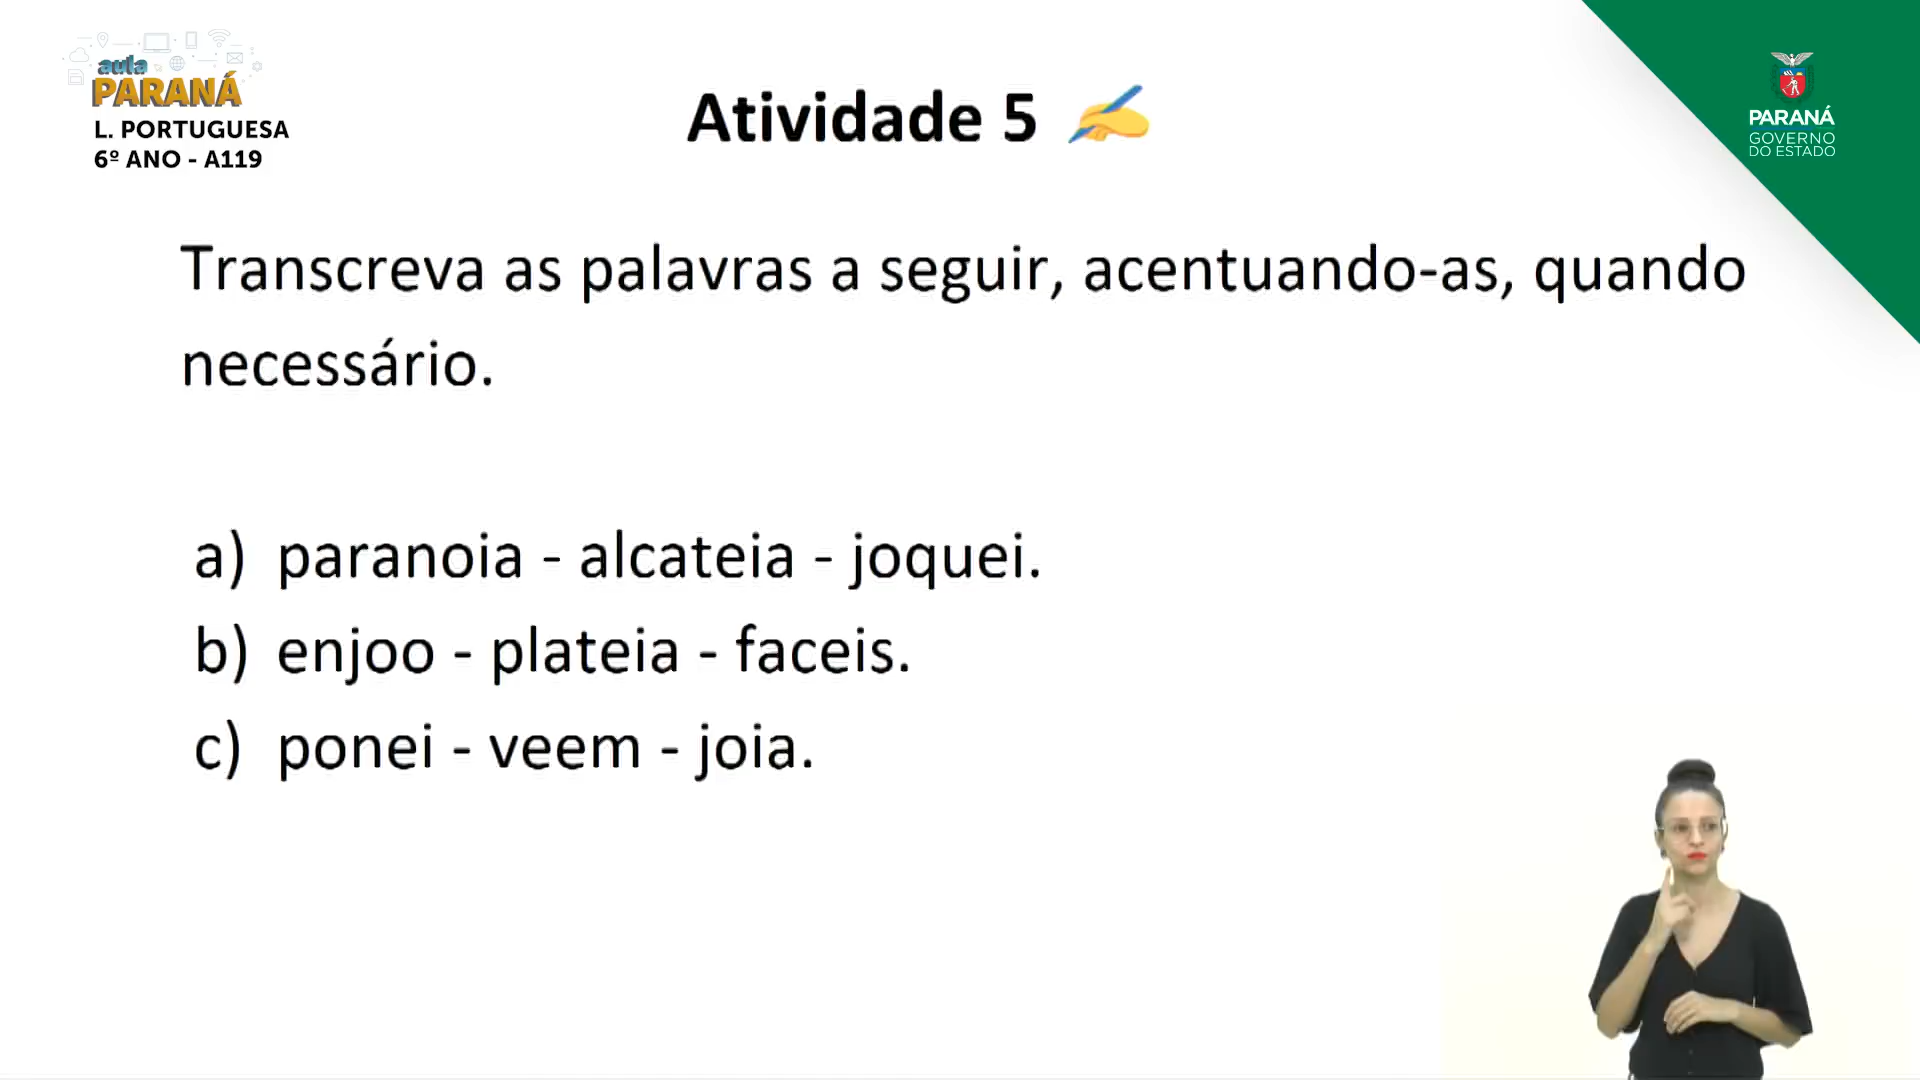 aula
PARANÁ
L. PORTUGUESA
6º ANO - A119
Atividade 5
PARANÁ
GOVERNO
DO ESTADO
Transcreva as palavras a seguir, acentuando-as, quando
necessário.
a) paranoia - alcateia - joquei.
b) enjoo - plateia - faceis.
c) ponei - veem - joia.